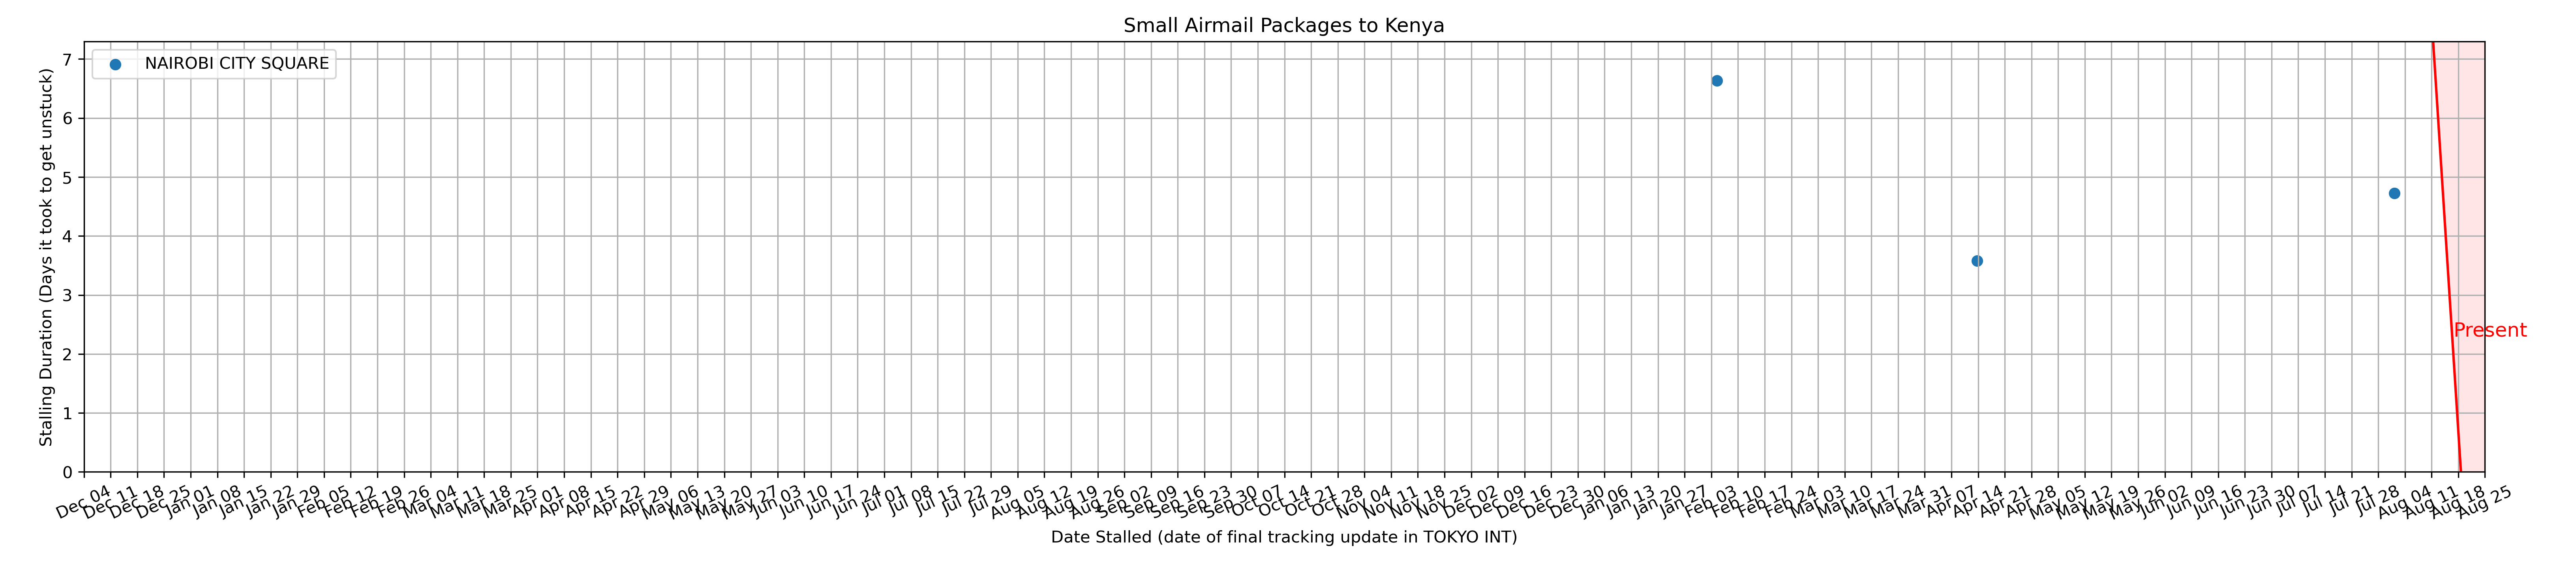 Small Airmail Packages to Kenya
NAIROBI CITY SQUARE
Stalling Duration (Days it took to get unstuck)
7
6
5
4
3
2
1
0
Present
Dec 04
Dec 11
Dec 18
Dec 25
Jan 01
Jan 08
Jan 15
Jan 22
Jan 29
Feb 05
Feb 12
Feb 19
Feb 26
Mar 04
Mar 11
Mar 18
Mar 25
Apr 01
Apr 08
Apr 15
Apr 22
Apr 29
May 06
May 13
May 20
May 27
Jun 03
Jun 10
Jun 17
Jun 24
Jul 01
Jul 08
Jul 15
Jul 22
Jul 29
Aug 05
Aug 12
Aug 19
Aug 26
Sep 02
Sep 09
Sep 16
Sep 23
Sep 30
Oct 07
Oct 14
Oct 21
Oct 28
Nov 04
Nov 11
Nov 18
Nov 25
Dec 02
Dec 09
Dec 16
Dec 23
Dec 30
Jan 06
Jan 13
Jan 20
Jan 27
Feb 03
Feb 10
Feb 17
Feb 24
Mar 03
Mar 10
Mar 17
Mar 24
Mar 31
Apr 07
Apr 14
Apr 21
Apr 28
May 05
May 12
May 19
May 26
Jun 02
Jun 09
Jun 16
Jun 23
Jun 30
Jul 07
Jul 14
Jul 21
Jul 28
Aug 04
Aug 11
Aug 18
Aug 25
Date Stalled (date of final tracking update in TOKYO INT)